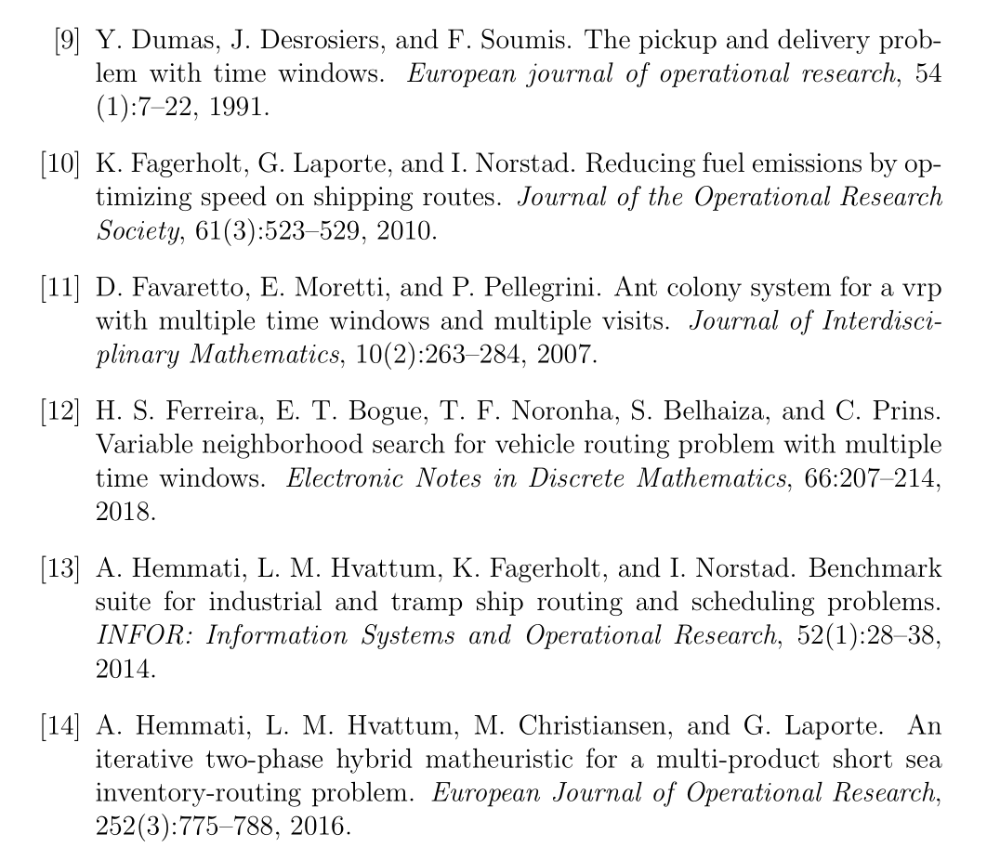 [9] Y. Dumas, J. Desrosiers, and F. Soumis. The pickup and delivery prob-
lem with time windows. European journal of operational research, 54
(1):7–22, 1991.
[10] K. Fagerholt, G. Laporte, and I. Norstad. Reducing fuel emissions by op-
timizing speed on shipping routes. Journal of the Operational Research
Society, 61(3):523–529, 2010.
[11] D. Favaretto, E. Moretti, and P. Pellegrini. Ant colony system for a vrp
with multiple time windows and multiple visits. Journal of Interdisci-
plinary Mathematics, 10(2):263–284, 2007.
[12] H. S. Ferreira, E. T. Bogue, T. F. Noronha, S. Belhaiza, and C. Prins.
Variable neighborhood search for vehicle routing problem with multiple
time windows. Electronic Notes in Discrete Mathematics, 66:207–214,
2018.
[13] A. Hemmati, L. M. Hvattum, K. Fagerholt, and I. Norstad. Benchmark
suite for industrial and tramp ship routing and scheduling problems.
INFOR: Information Systems and Operational Research, 52(1):28–38,
2014.
[14] A. Hemmati, L. M. Hvattum, M. Christiansen, and G. Laporte. An
iterative two-phase hybrid matheuristic for a multi-product short sea
inventory-routing problem. European Journal of Operational Research,
252(3):775–788, 2016.